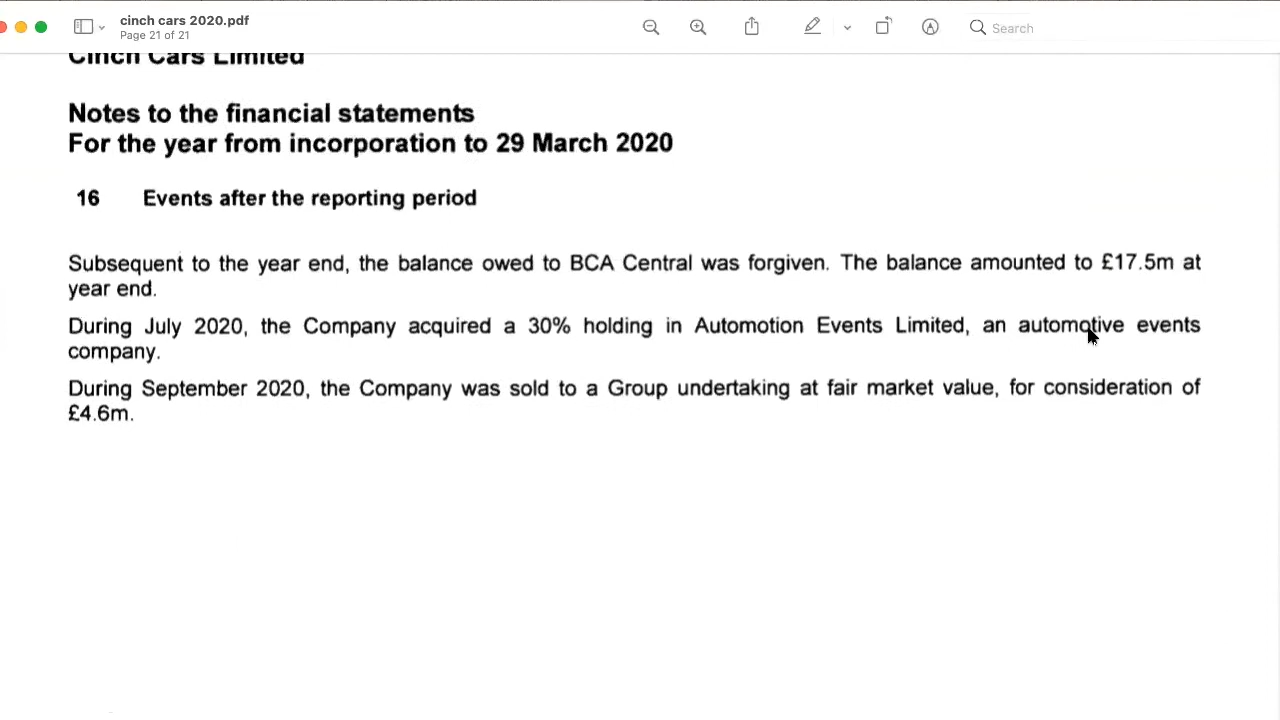 cinch cars 2020.pdf
Page 21 of 21
Search
Cinch Cars Limited
Notes to the financial statements
For the year from incorporation to 29 March 2020
16 Events after the reporting period
Subsequent to the year end, the balance owed to BCA Central was forgiven. The balance amounted to £17.5m at
year end.
During July 2020, the Company acquired a 30% holding in Automotion Events Limited, an automotive events
company.
During September 2020, the Company was sold to a Group undertaking at fair market value, for consideration of
£4.6m.